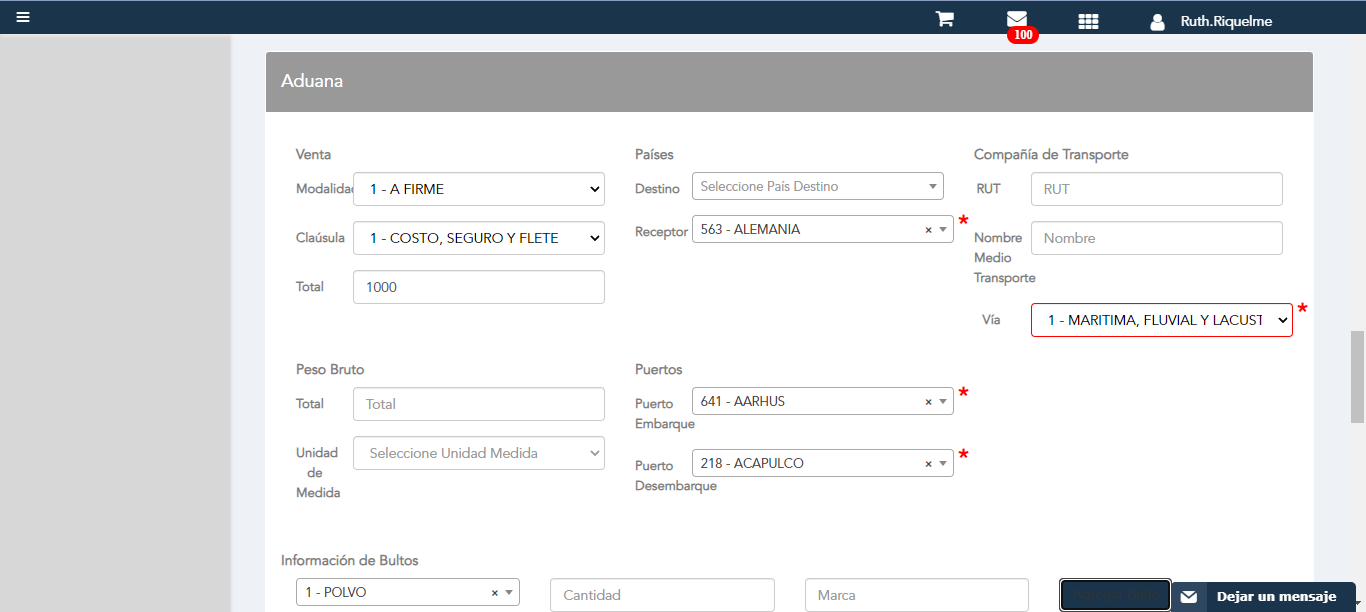 100
Ruth.Riquelme
Aduana
Venta
Modalidad
1 - A FIRME
Claúsula
1 - COSTO, SEGURO Y FLETE
Total
1000
Países
Destino
Seleccione País Destino
Receptor
563 - ALEMANIA
×
*
Compañía de Transporte
RUT
RUT
Nombre
Medio
Transporte
Nombre
Vía
1 - MARITIMA, FLUVIAL Y LACUST
*
Peso Bruto
Total
Total
Unidad
de
Medida
Seleccione Unidad Medida
Puertos
Puerto
Embarque
641 - AARHUS
×
*
Puerto
Desembarque
218 - ACAPULCO
×
*
Información de Bultos
1 - POLVO
×
Cantidad
Marca
Dejar un mensaje